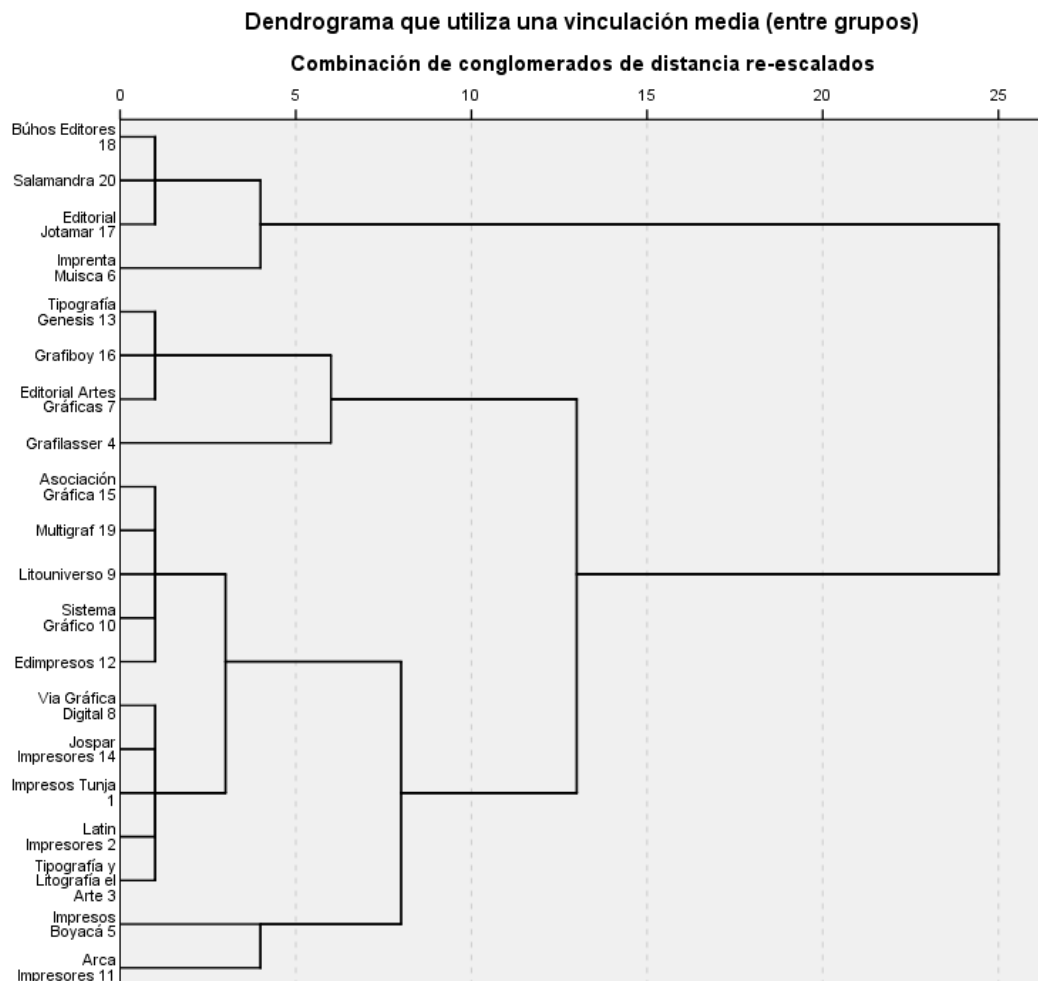 Dendrograma que utiliza una vinculación media (entre grupos)
Combinación de conglomerados de distancia re-escalados
0 5 10 15 20 25
Búhos Editores
18
Salamandra 20
Editorial
Jotamar 17
Imprenta
Muisca 6
Tipografía
Genesis 13
Grafiboy 16
Editorial Artes
Gráficas 7
Grafilasser 4
Asociación
Gráfica 15
Multigraf 19
Litouniverso 9
Sistema
Gráfico 10
Edimpresos 12
Via Gráfica
Digital 8
Jospar
Impresores 14
Impresos Tunja
1
Latin
Impresores 2
Tipografía y
Litografía el
Arte 3
Impresos
Boyacá 5
Arca
Impresores 11